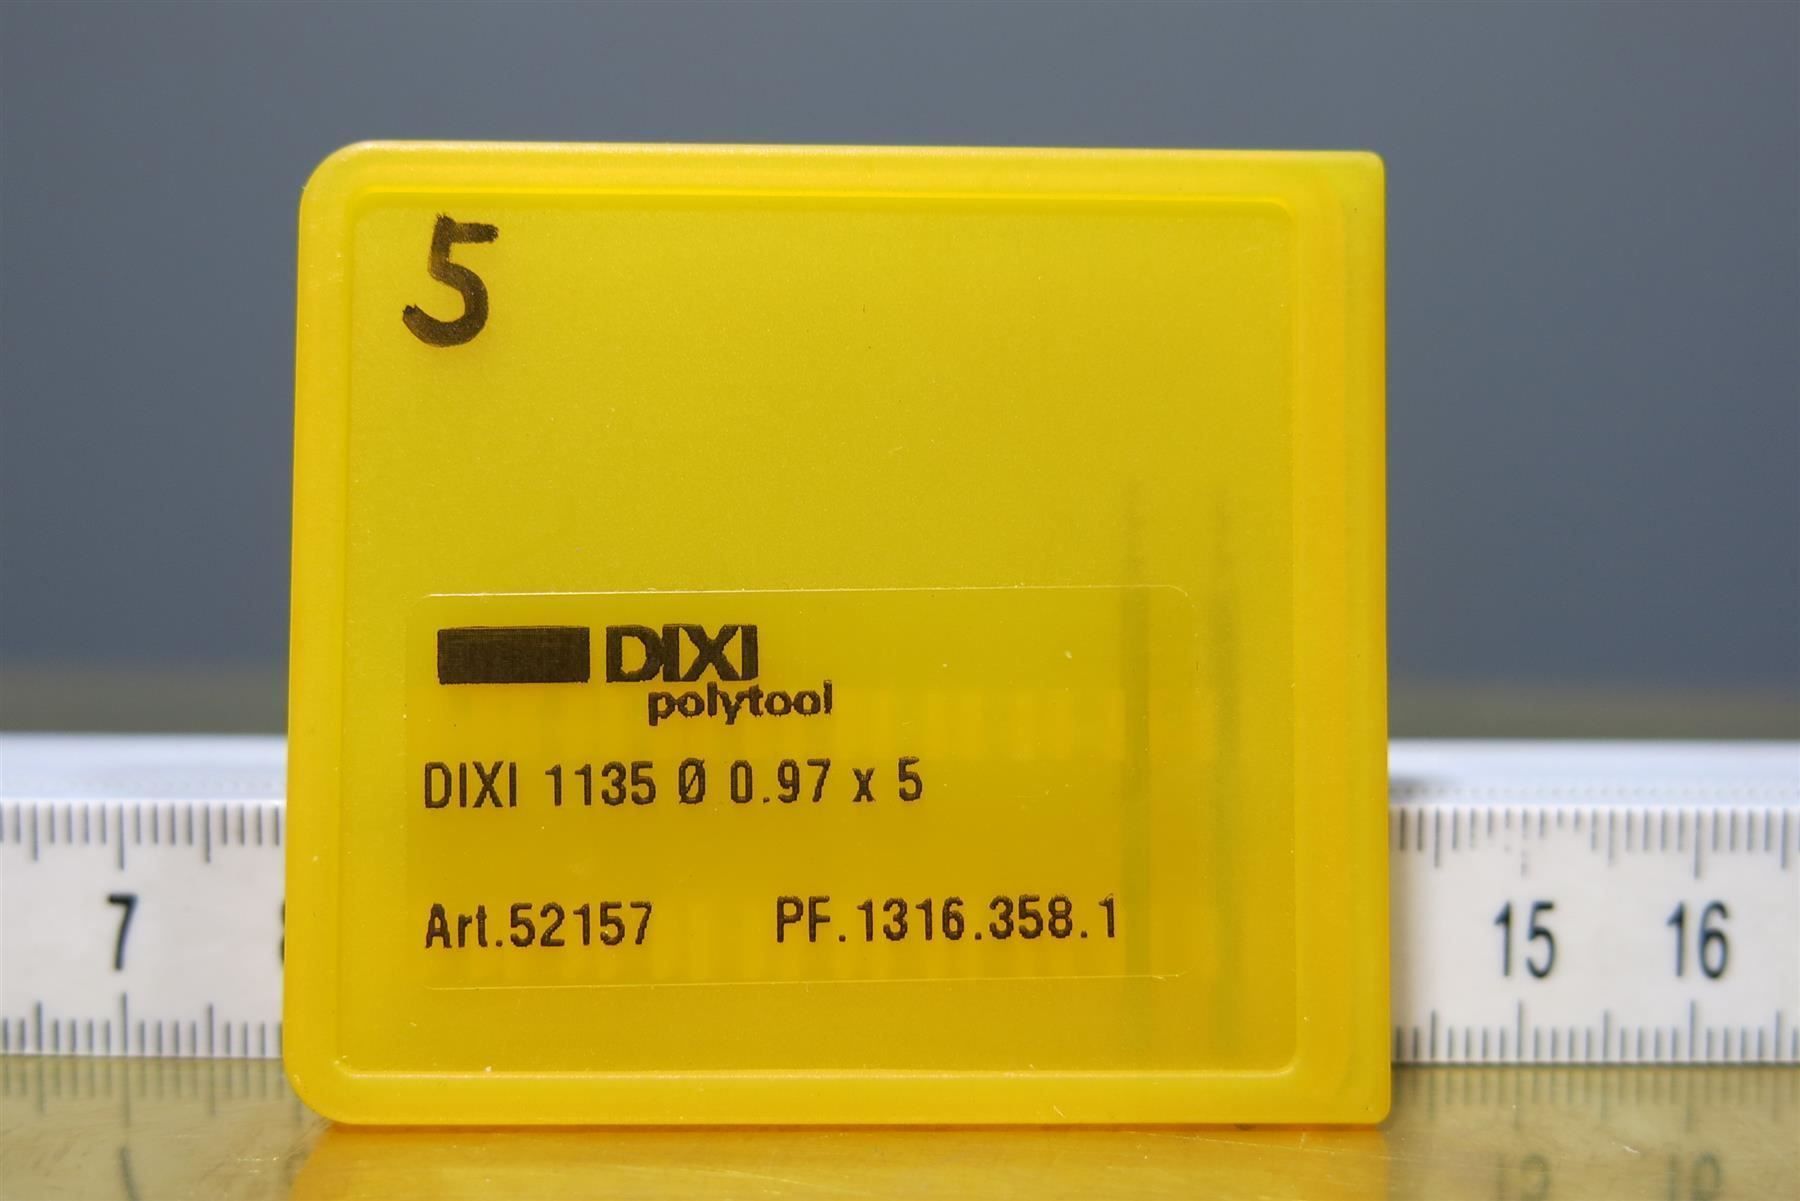 5
DIXI
polytool
DIXI 1135 Ø 0.97 x 5
Art.52157 PF.1316.358.1
7 15 16